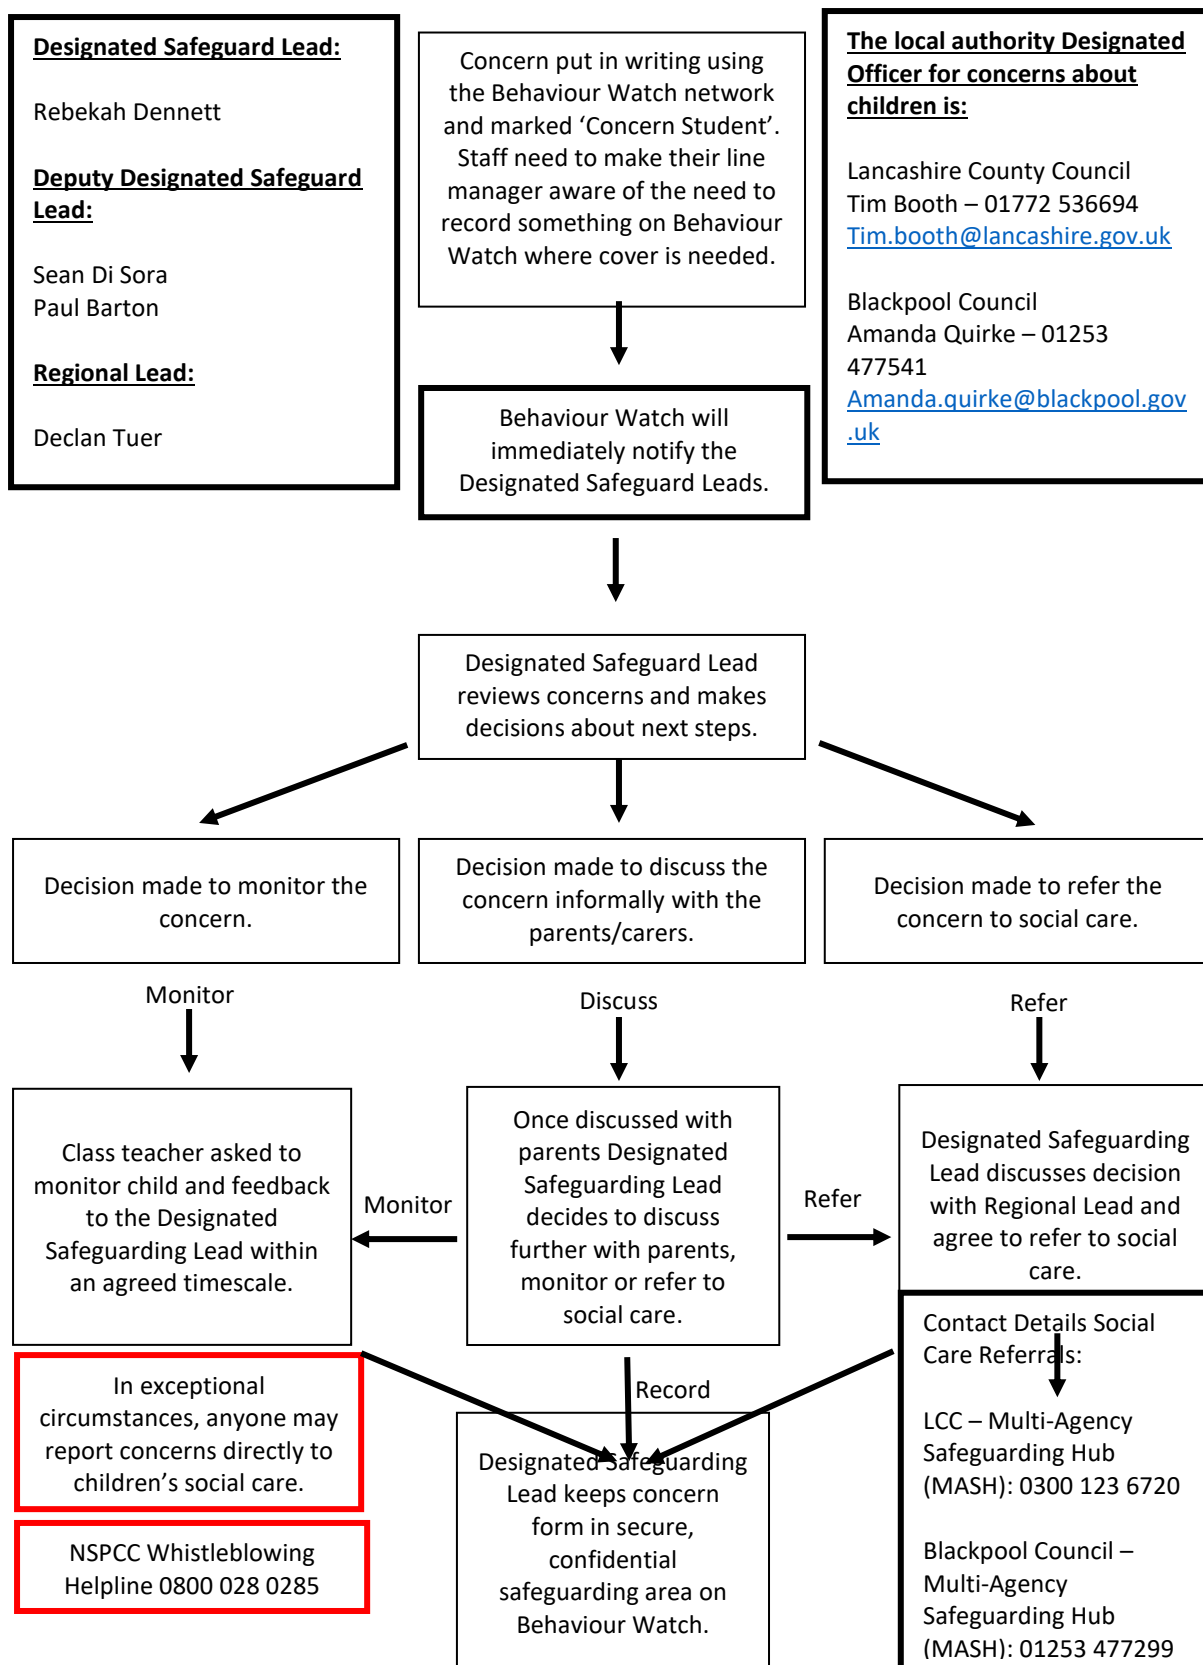 Designated Safeguard Lead:
Rebekah Dennett
Deputy Designated Safeguard
Lead:
Sean Di Sora
Paul Barton
Regional Lead:
Declan Tuer
Concern put in writing using
the Behaviour Watch network
and marked ‘Concern Student’.
Staff need to make their line
manager aware of the need to
record something on Behaviour
Watch where cover is needed.
The local authority Designated
Officer for concerns about
children is:
Lancashire County Council
Tim Booth – 01772 536694
Tim.booth@lancashire.gov.uk
Blackpool Council
Amanda Quirke – 01253
477541
Amanda.quirke@blackpool.gov
.uk
Behaviour Watch will
immediately notify the
Designated Safeguard Leads.
Designated Safeguard Lead
reviews concerns and makes
decisions about next steps.
Decision made to monitor the
concern.
Decision made to discuss the
concern informally with the
parents/carers.
Decision made to refer the
concern to social care.
Monitor
Discuss
Refer
Class teacher asked to
monitor child and feedback
to the Designated
Safeguarding Lead within
an agreed timescale.
Monitor
Once discussed with
parents Designated
Safeguarding Lead
decides to discuss
further with parents,
monitor or refer to
social care.
Refer
Designated Safeguarding
Lead discusses decision
with Regional Lead and
agree to refer to social
care.
In exceptional
circumstances, anyone may
report concerns directly to
children’s social care.
NSPCC Whistleblowing
Helpline 0800 028 0285
Record
Designated Safeguarding
Lead keeps concern
form in secure,
confidential
safeguarding area on
Behaviour Watch.
Contact Details Social
Care Referrals:
LCC – Multi-Agency
Safeguarding Hub
(MASH): 0300 123 6720
Blackpool Council –
Multi-Agency
Safeguarding Hub
(MASH): 01253 477299